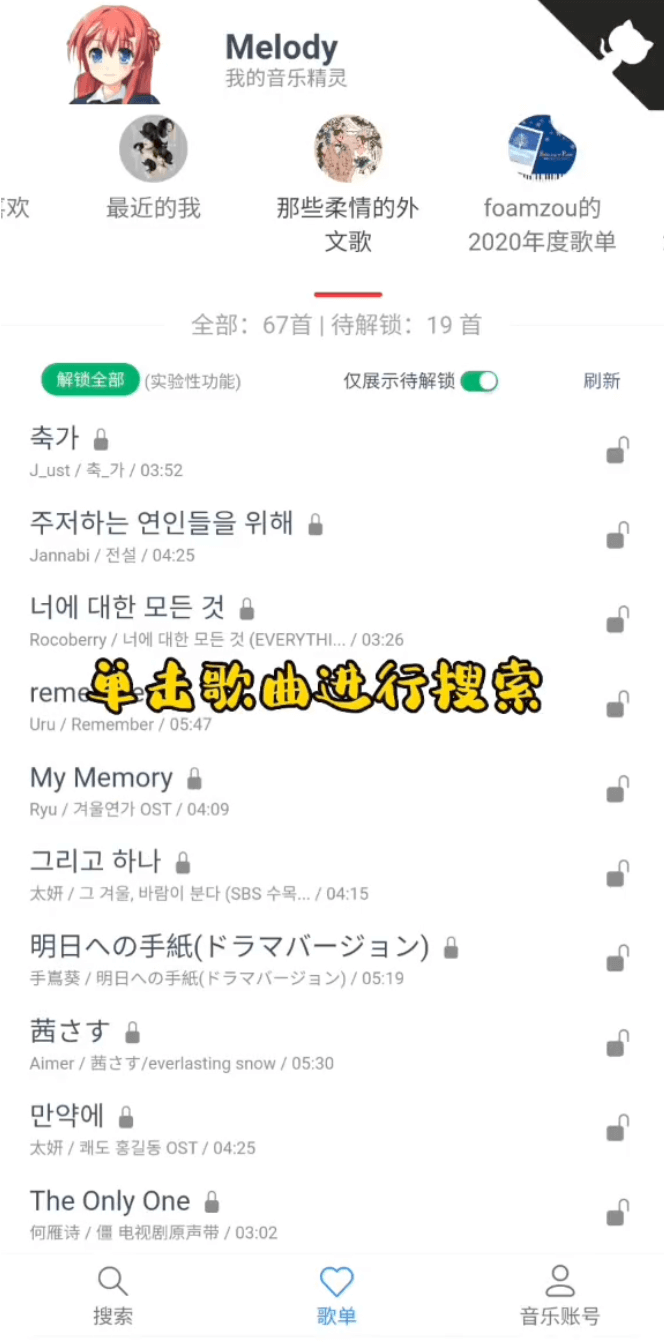 Melody
我的音乐精灵
喜欢
最近的我
那些柔情的外
文歌
foamzou的
2020年度歌单
全部：67首 | 待解锁：19 首
解锁全部 (实验性功能) 仅展示待解锁 刷新
축가
J_ust / 축_가 / 03:52
주저하는 연인들을 위해
Jannabi / 전설 / 04:25
너에 대한 모든 것
Rocoberry / 너에 대한 모든 것 (EVERYTHI... / 03:26
单击歌曲进行搜索
Uru / Remember / 05:47
My Memory
Ryu / 겨울연가 OST / 04:09
그리고 하나
太妍 / 그 겨울, 바람이 분다 (SBS 수목... / 04:15
明日への手紙(ドラマバージョン)
手嶌葵 / 明日への手紙(ドラマバージョン) / 05:19
茜さす
Aimer / 茜さす/everlasting snow / 05:30
만약에
太妍 / 쾌도 홍길동 OST / 04:25
The Only One
何雁诗 / 僵 电视剧原声带 / 03:02
搜索
歌单
音乐账号